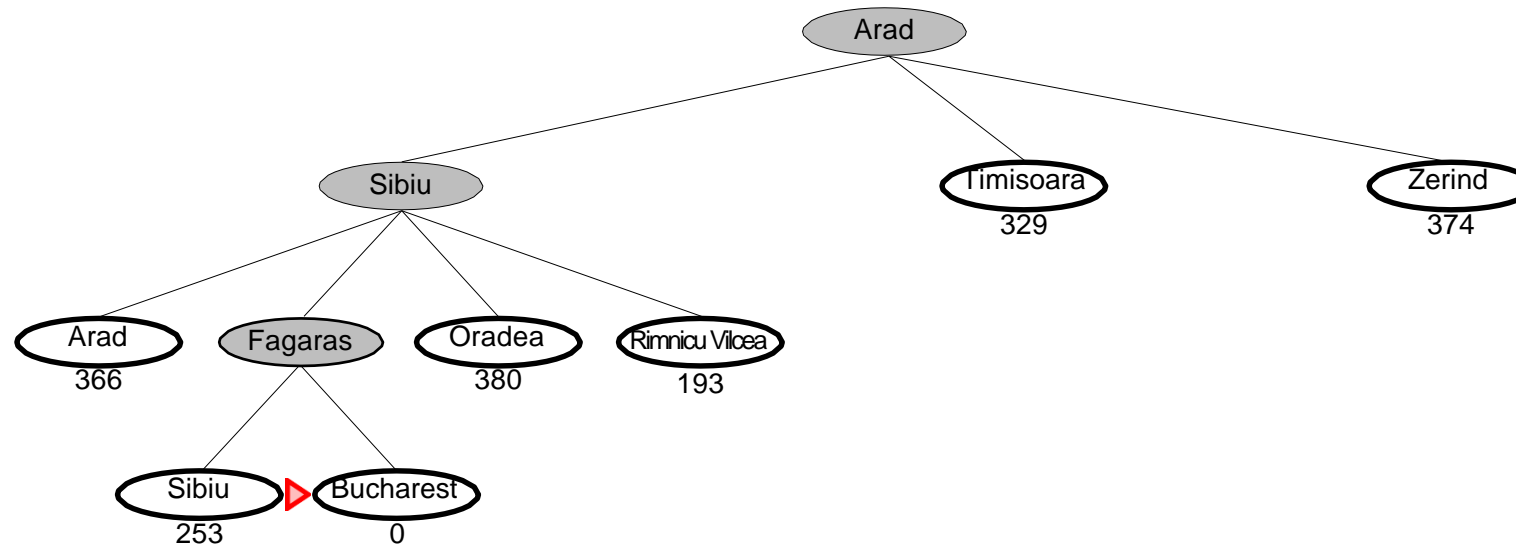 Arad
Sibiu
Timisoara
Zerind
329
374
Arad
Fagaras
Oradea
Rimnicu Vilcea
366
380
193
Sibiu
Bucharest
253
0